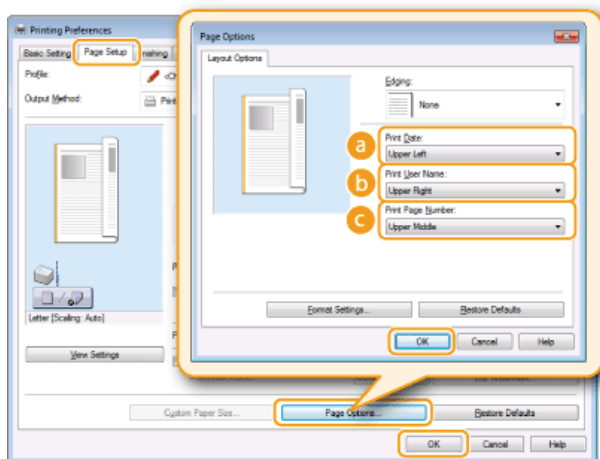 Printing Preferences
Basic Setting Page Setup
Profile:
Output Method:
Letter [Scaling: Auto]
View Settings
Custom Paper Size... Page Options... Restore Defaults
OK Cancel Help
Page Options
Layout Options
Edging:
None
a Print Date:
Upper Left
b Print User Name:
Upper Right
c Print Page Number:
Upper Middle
Format Settings... Restore Defaults
OK Cancel Help